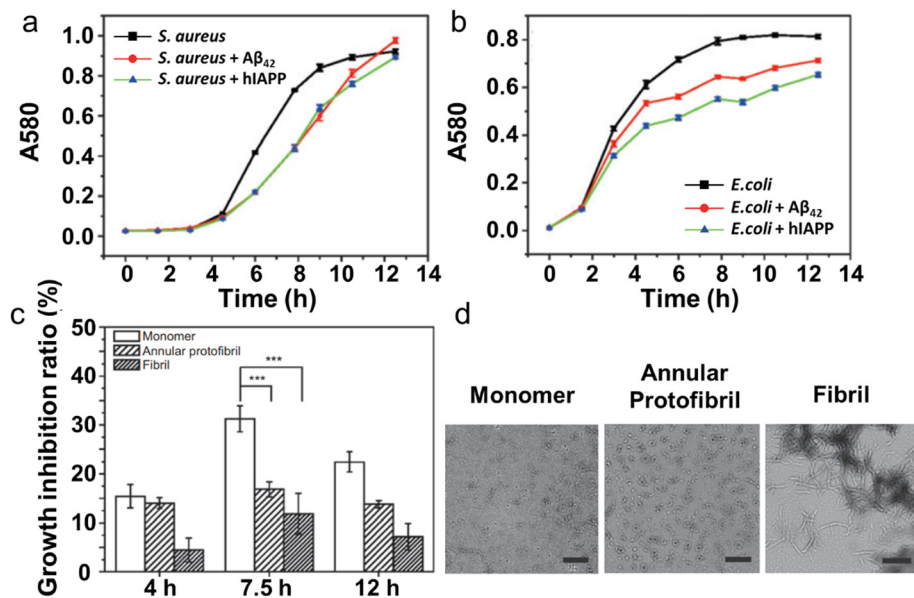 a
S. aureus
S. aureus + Aβ₄₂
S. aureus + hIAPP
A580
1.0
0.8
0.6
0.4
0.2
0.0
0 2 4 6 8 10 12 14
Time (h)
b
A580
0.8
0.6
0.4
0.2
0.0
E.coli
E.coli + Aβ₄₂
E.coli + hIAPP
0 2 4 6 8 10 12 14
Time (h)
c
Growth inhibition ratio (%)
50
40
30
20
10
0
Monomer
Annular protofibril
Fibril
***
***
4 h 7.5 h 12 h
d
Monomer
Annular
Protofibril
Fibril